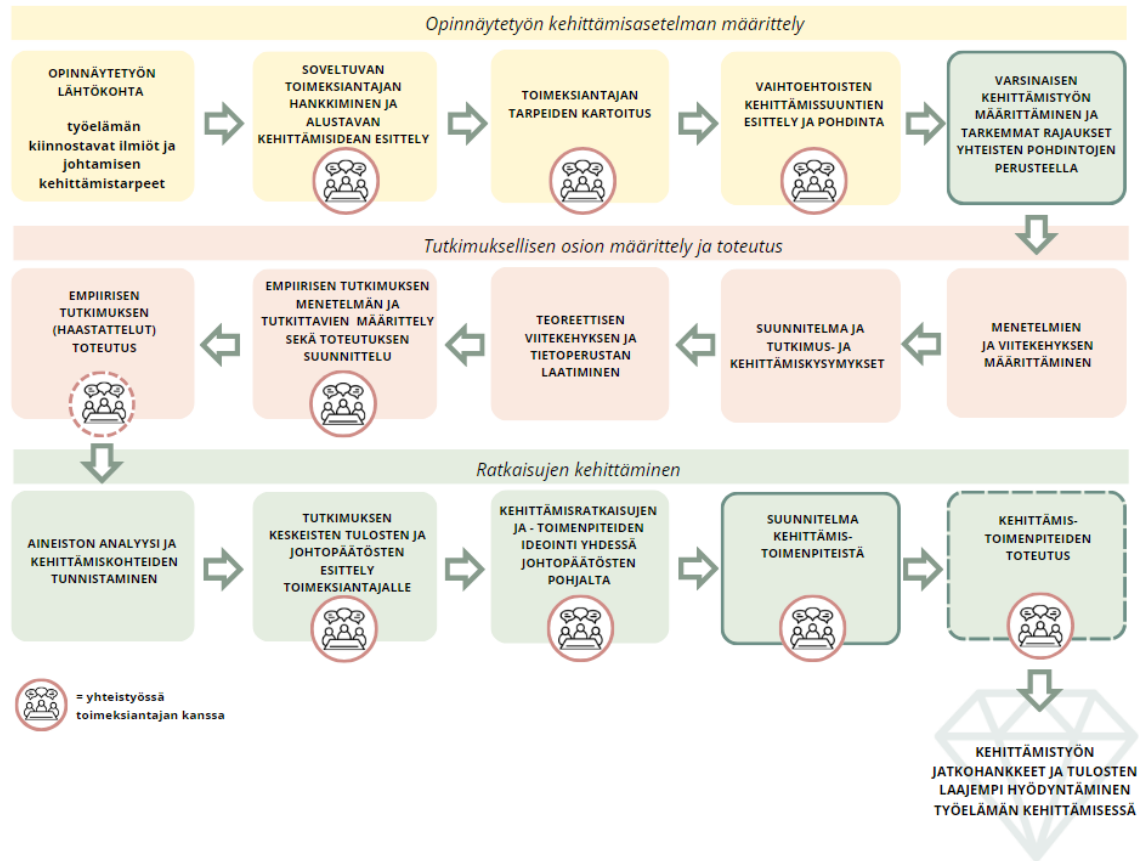 Opinnäytetyön kehittämisasetelman määrittely
OPINNÄYTETYÖN
LÄHTÖKOHTA
työelämän
kiinnostavat ilmiöt ja
johtamisen
kehittämistarpeet
SOVELTUVAN
TOIMEKSIANTAJAN
HANKKIMINEN JA
ALUSTAVAN
KEHITTÄMISIDEAN ESITTELY
TOIMEKSIANTAJAN
TARPEIDEN KARTOITUS
VAIHTOEHTOISTEN
KEHITTÄMISSUUNTIEN
ESITTELY JA POHDINTA
VARSINAISEN
KEHITTÄMISTYÖN
MÄÄRITTÄMINEN JA
TARKEMMAT RAJAUKSET
YHTEISTEN POHDINTOJEN
PERUSTEELLA
Tutkimuksellisen osion määrittely ja toteutus
EMPIIRISEN
TUTKIMUKSEN
(HAASTATTELUT)
TOTEUTUS
EMPIIRISEN TUTKIMUKSEN
MENETELMÄN JA
TUTKITTAVIEN MÄÄRITTELY
SEKÄ TOTEUTUKSEN
SUUNNITTELU
TEOREETTISEN
VIITEKEHYKSEN JA
TIETOPERUSTAN
LAATIMINEN
SUUNNITELMA JA
TUTKIMUS- JA
KEHITTÄMISKYSYMYKSET
MENETELMIEN
JA VIITEKEHYKSEN
MÄÄRITTÄMINEN
Ratkaisujen kehittäminen
AINEISTON ANALYYSI JA
KEHITTÄMISKOHTEIDEN
TUNNISTAMINEN
TUTKIMUKSEN
KESKEISTEN TULOSTEN JA
JOHTOPÄÄTÖSTEN
ESITTELY
TOIMEKSIANTAJALLE
KEHITTÄMISRATKAISUJEN
JA - TOIMENPITEIDEN
IDEOINTI YHDESSÄ
JOHTOPÄÄTÖSTEN
POHJALTA
SUUNNITELMA
KEHITTÄMIS-
TOIMENPITEISTÄ
KEHITTÄMIS-
TOIMENPITEIDEN
TOTEUTUS
= yhteistyössä
toimeksiantajan kanssa
KEHITTÄMISTYÖN
JATKOHANKKEET JA TULOSTEN
LAAJEMPI HYÖDYNTÄMINEN
TYÖELÄMÄN KEHITTÄMISESSÄ